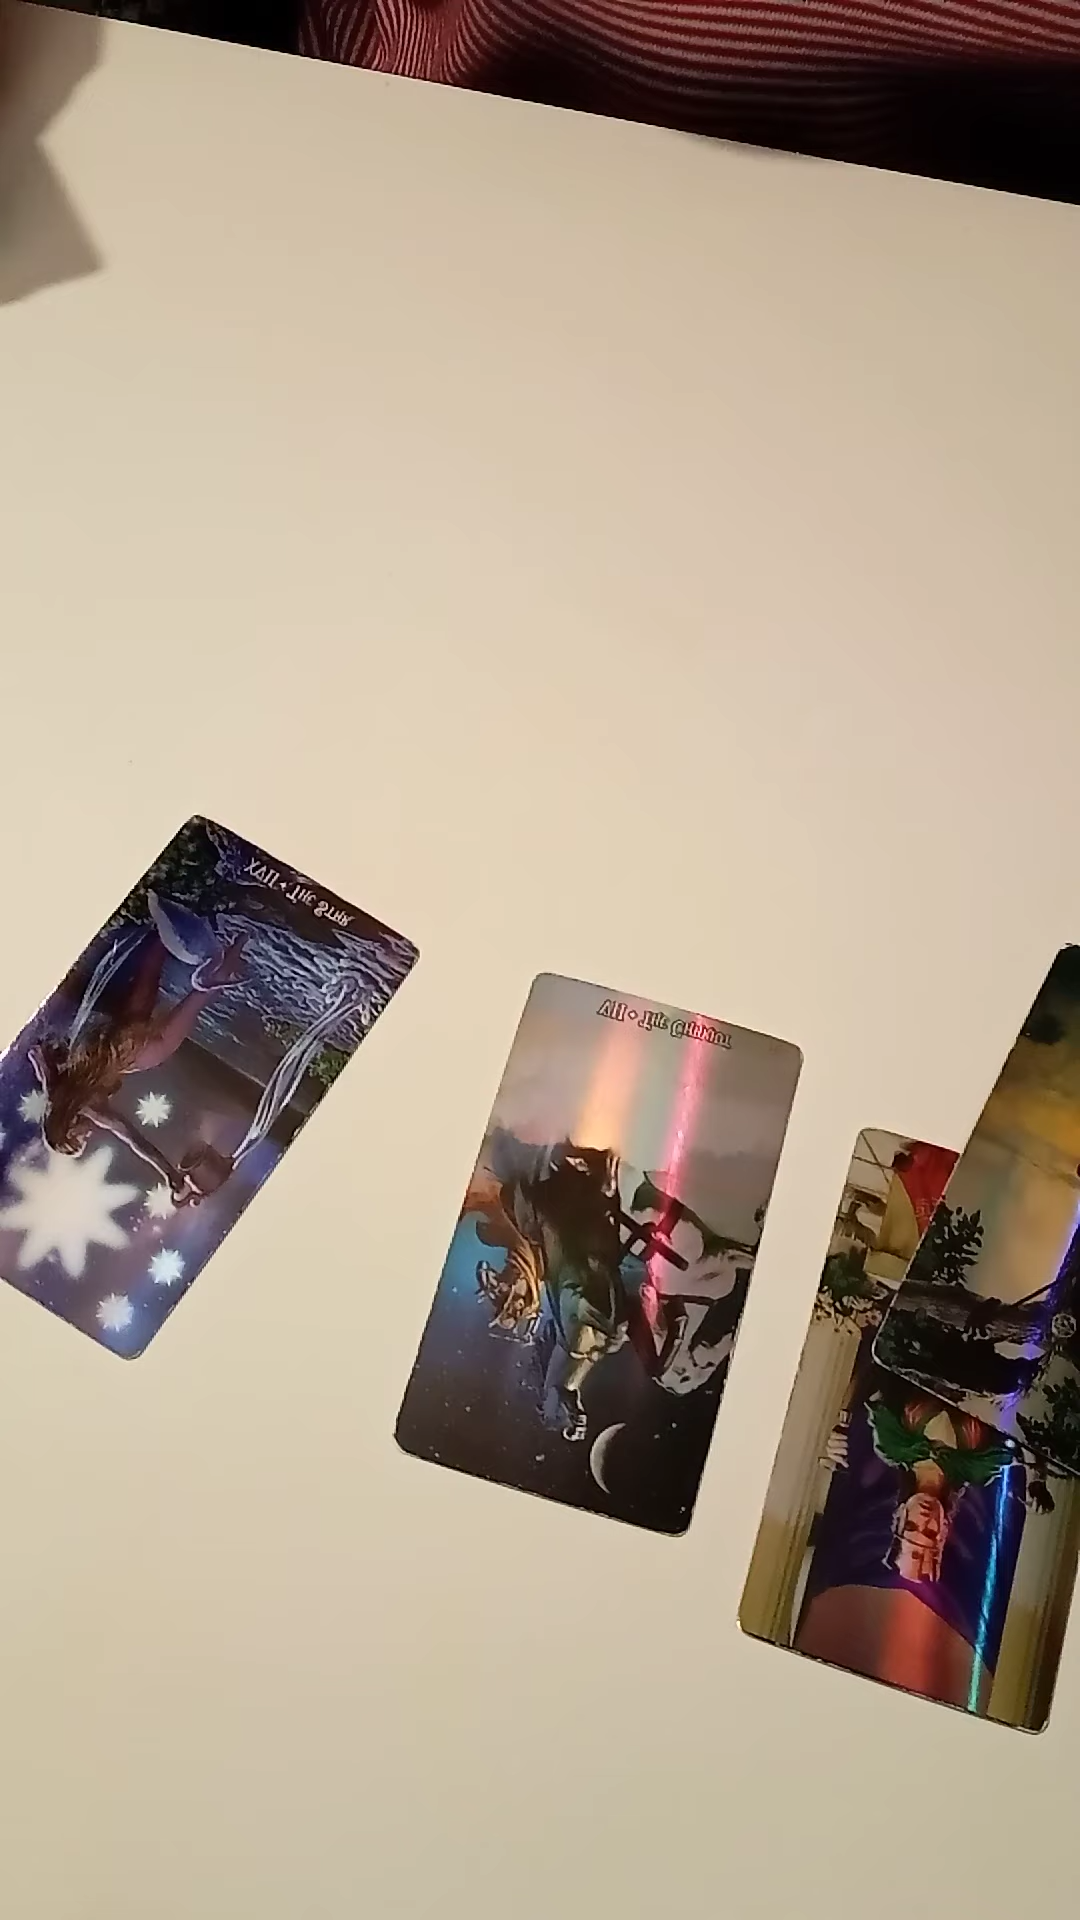 XVII • The Star
VII • The Chariot